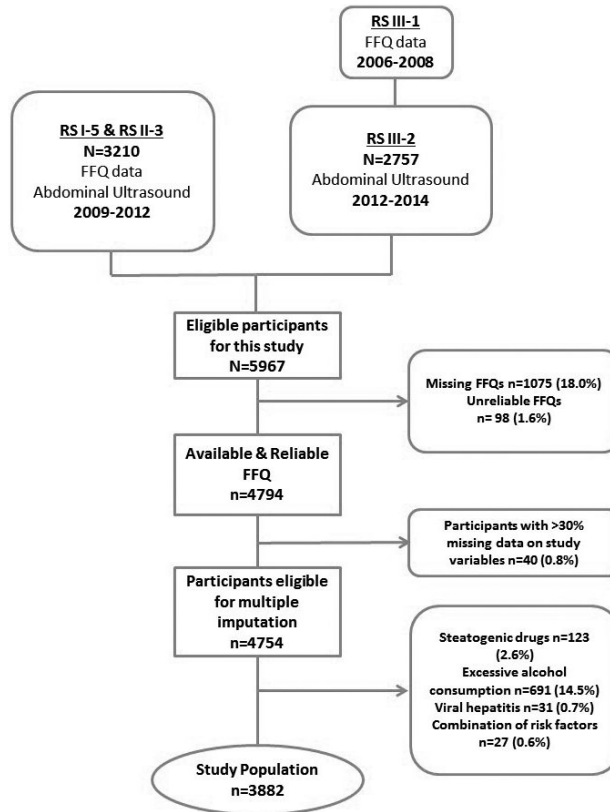 RS III-1
FFQ data
2006-2008
RS I-5 & RS II-3
N=3210
FFQ data
Abdominal Ultrasound
2009-2012
RS III-2
N=2757
Abdominal Ultrasound
2012-2014
Eligible participants
for this study
N=5967
Missing FFQs n=1075 (18.0%)
Unreliable FFQs
n= 98 (1.6%)
Available & Reliable
FFQ
n=4794
Participants with >30%
missing data on study
variables n=40 (0.8%)
Participants eligible
for multiple
imputation
n=4754
Steatogenic drugs n=123
(2.6%)
Excessive alcohol
consumption n=691 (14.5%)
Viral hepatitis n=31 (0.7%)
Combination of risk factors
n=27 (0.6%)
Study Population
n=3882